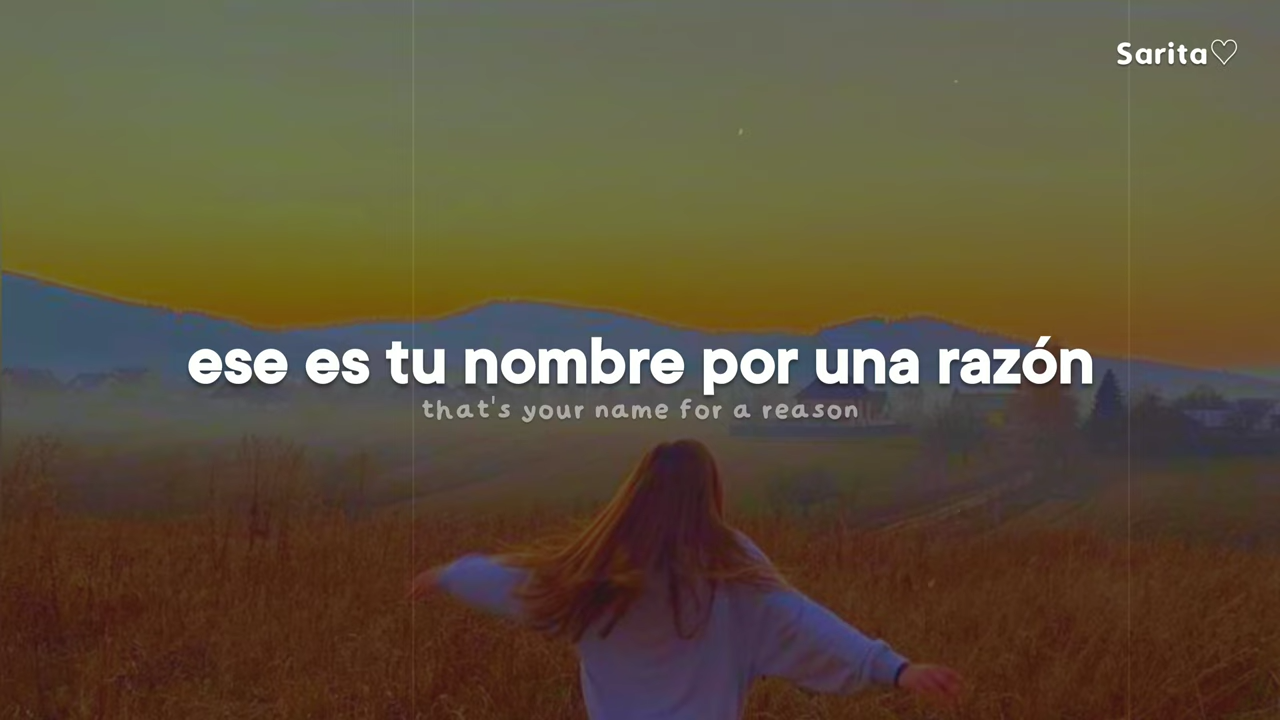 Sarita♡
ese es tu nombre por una razón
that's your name for a reason